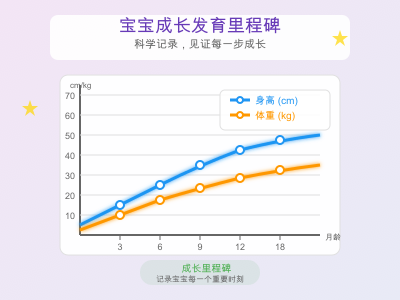 宝宝成长发育里程碑
科学记录，见证每一步成长
cm/kg
70
60
50
40
30
20
10
身高 (cm)
体重 (kg)
3 6 9 12 18
月龄
成长里程碑
记录宝宝每一个重要时刻